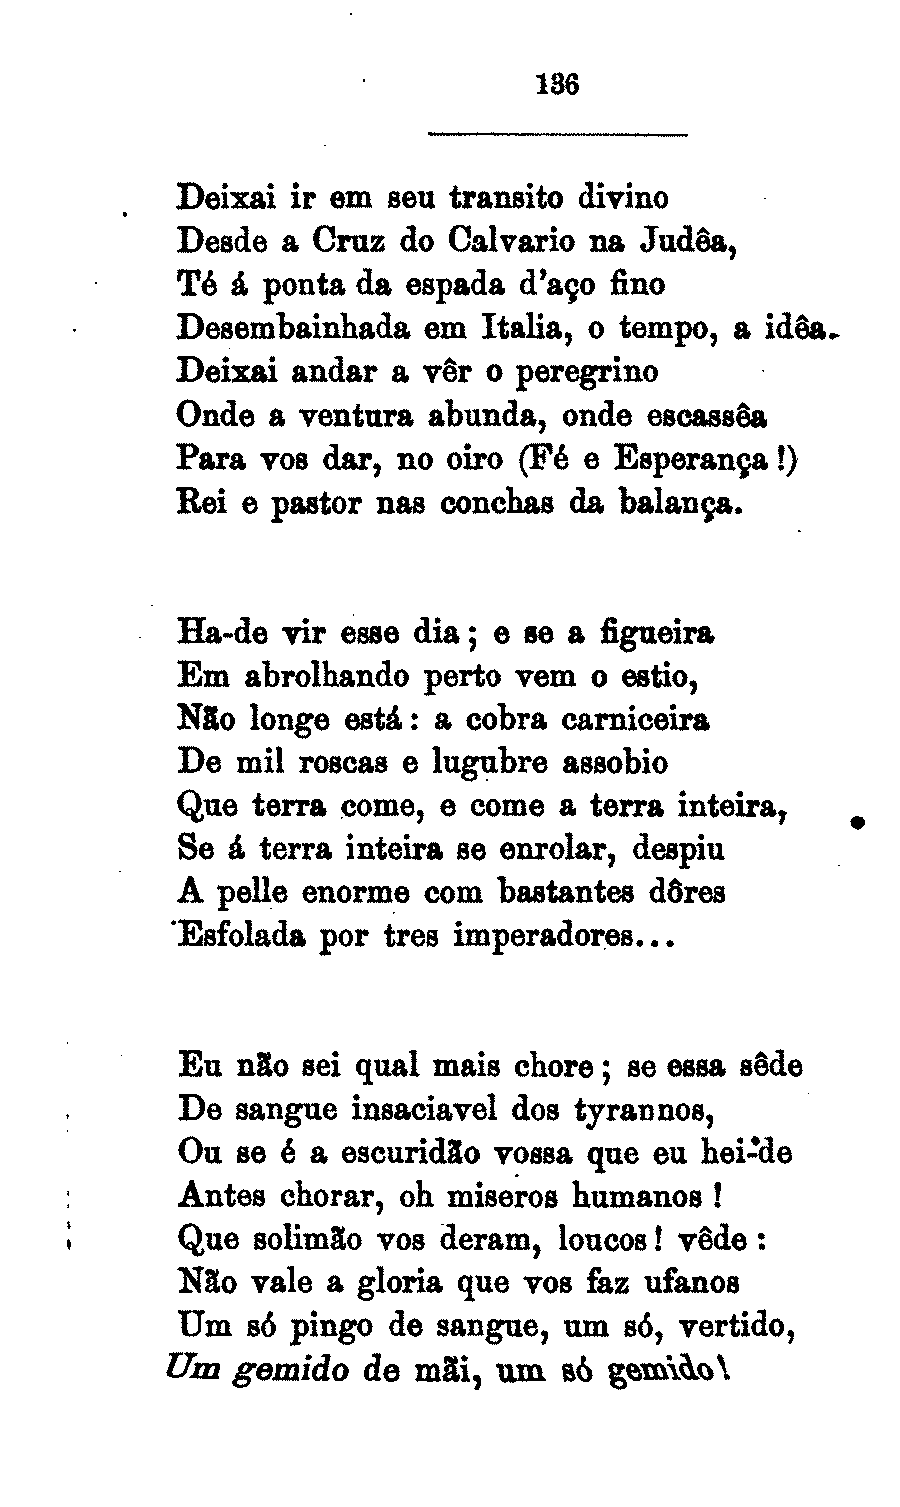 136
Deixai ir em seu transito divino
Desde a Cruz do Calvario na Judêa,
Té á ponta da espada d'aço fino
Desembainhada em Italia, o tempo, a idêa.
Deixai andar a vêr o peregrino
Onde a ventura abunda, onde escassêa
Para vos dar, no oiro (Fé e Esperança!)
Rei e pastor nas conchas da balança.
Ha-de vir esse dia; e se a figueira
Em abrolhando perto vem o estio,
Não longe está: a cobra carniceira
De mil roscas e lugubre assobio
Que terra come, e come a terra inteira,
Se á terra inteira se enrolar, despiu
A pelle enorme com bastantes dôres
Esfolada por tres imperadores...
Eu não sei qual mais chore; se essa sêde
De sangue insaciavel dos tyrannos,
Ou se é a escuridão vossa que eu hei-de
Antes chorar, oh miseros humanos!
Que solimão vos deram, loucos! vêde:
Não vale a gloria que vos faz ufanos
Um só pingo de sangue, um só, vertido,
Um gemido de mãi, um só gemido!